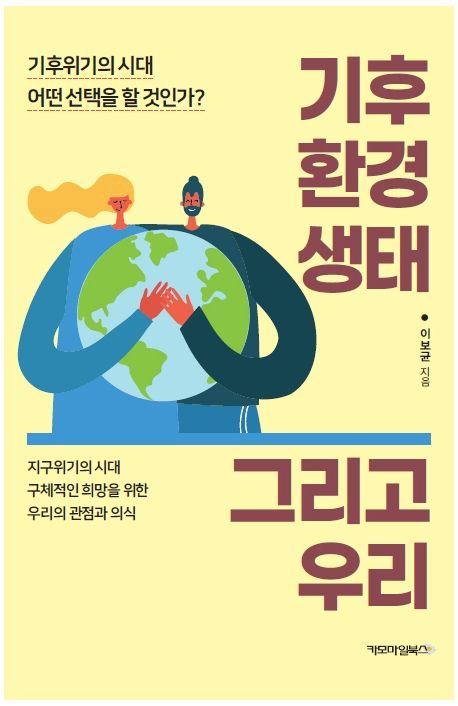 기후위기의 시대
어떤 선택을 할 것인가?
기후
환경
생태
이보균 지음
지구위기의 시대
구체적인 희망을 위한
우리의 관점과 의식
그리고
우리
카모마일북스